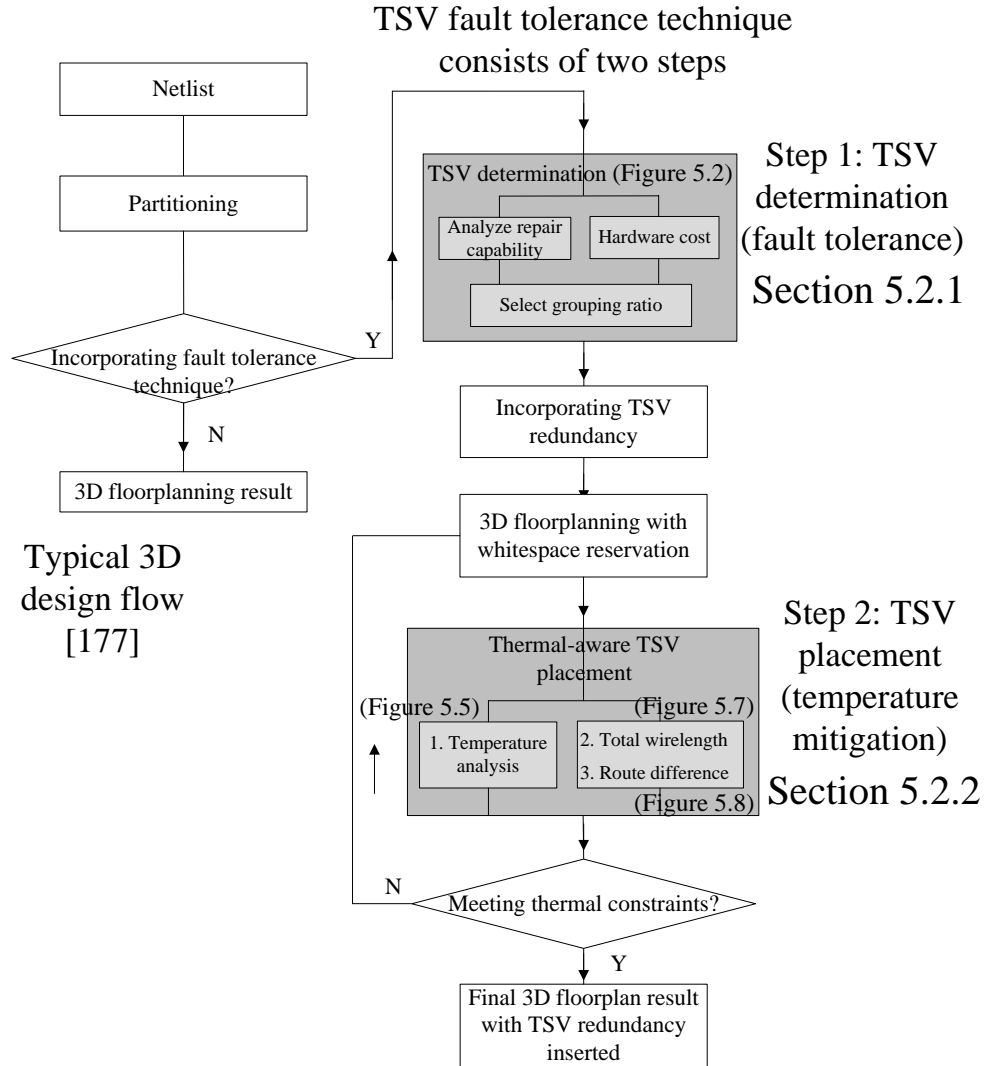 TSV fault tolerance technique
consists of two steps
Netlist
Partitioning
Incorporating fault tolerance
technique?
Y
N
3D floorplanning result
Typical 3D
design flow
[177]
TSV determination (Figure 5.2)
Analyze repair
capability
Hardware cost
Select grouping ratio
Step 1: TSV
determination
(fault tolerance)
Section 5.2.1
Incorporating TSV
redundancy
3D floorplanning with
whitespace reservation
Thermal-aware TSV
placement
(Figure 5.5)
(Figure 5.7)
1. Temperature
analysis
2. Total wirelength
3. Route difference
(Figure 5.8)
Step 2: TSV
placement
(temperature
mitigation)
Section 5.2.2
N
Meeting thermal constraints?
Y
Final 3D floorplan result
with TSV redundancy
inserted